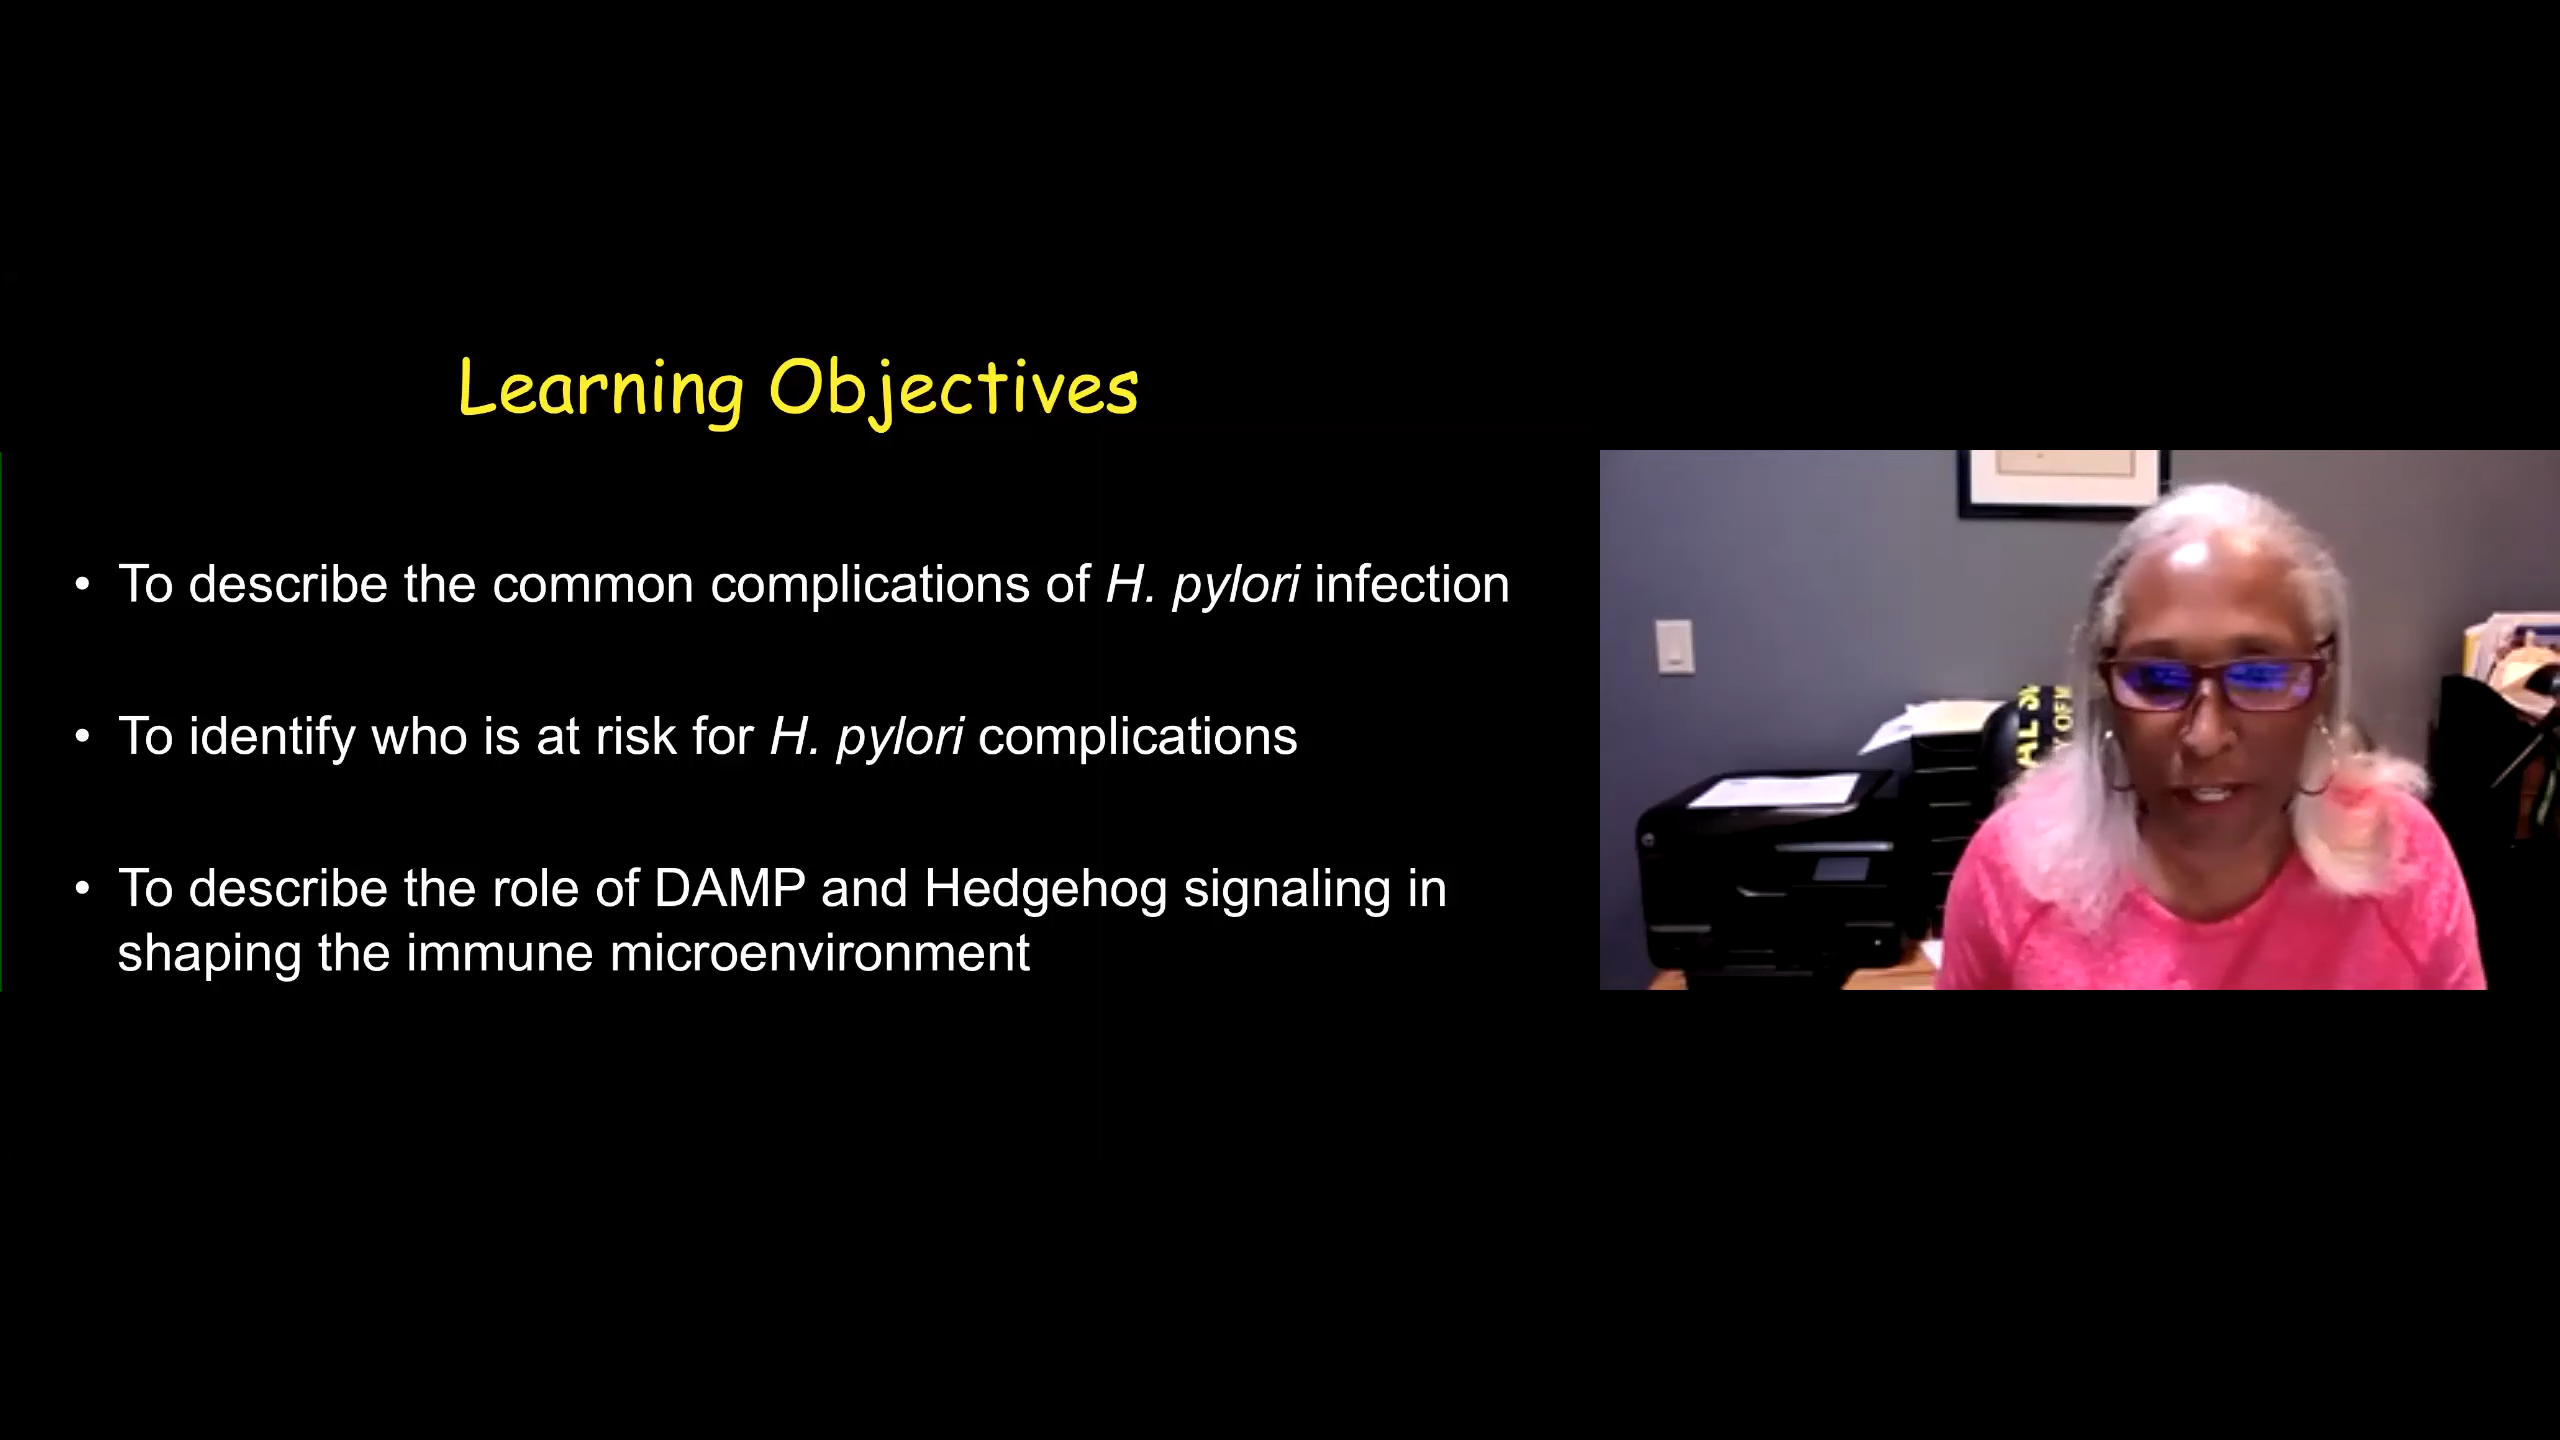 Learning Objectives
• To describe the common complications of H. pylori infection
• To identify who is at risk for H. pylori complications
• To describe the role of DAMP and Hedgehog signaling in
shaping the immune microenvironment